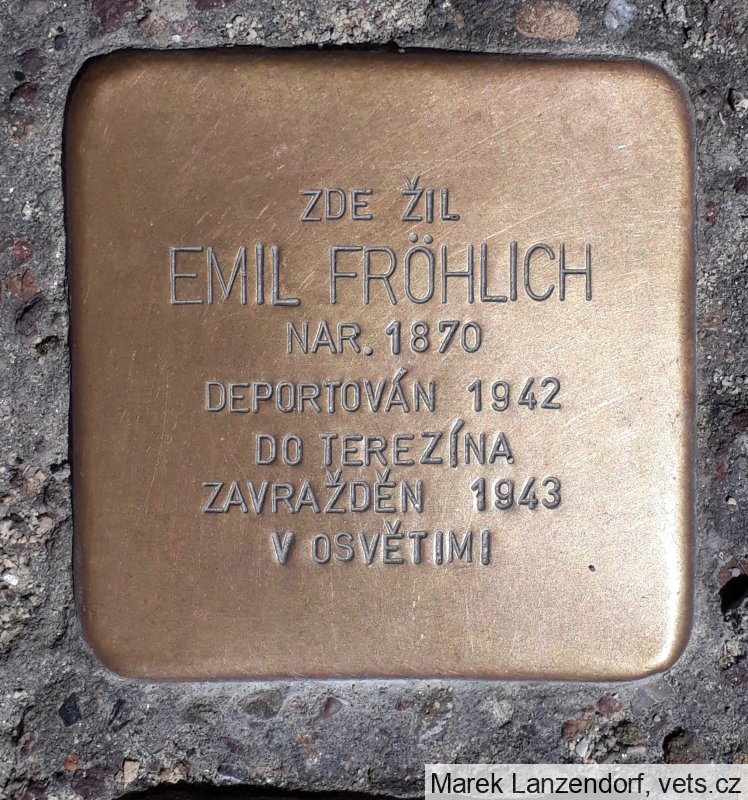 ZDE ŽIL
EMIL FRÖHLICH
NAR. 1870
DEPORTOVÁN 1942
DO TEREZÍNA
ZAVRAŽDĚN 1943
V OSVĚTIMI
Marek Lanzendorf, vets.cz